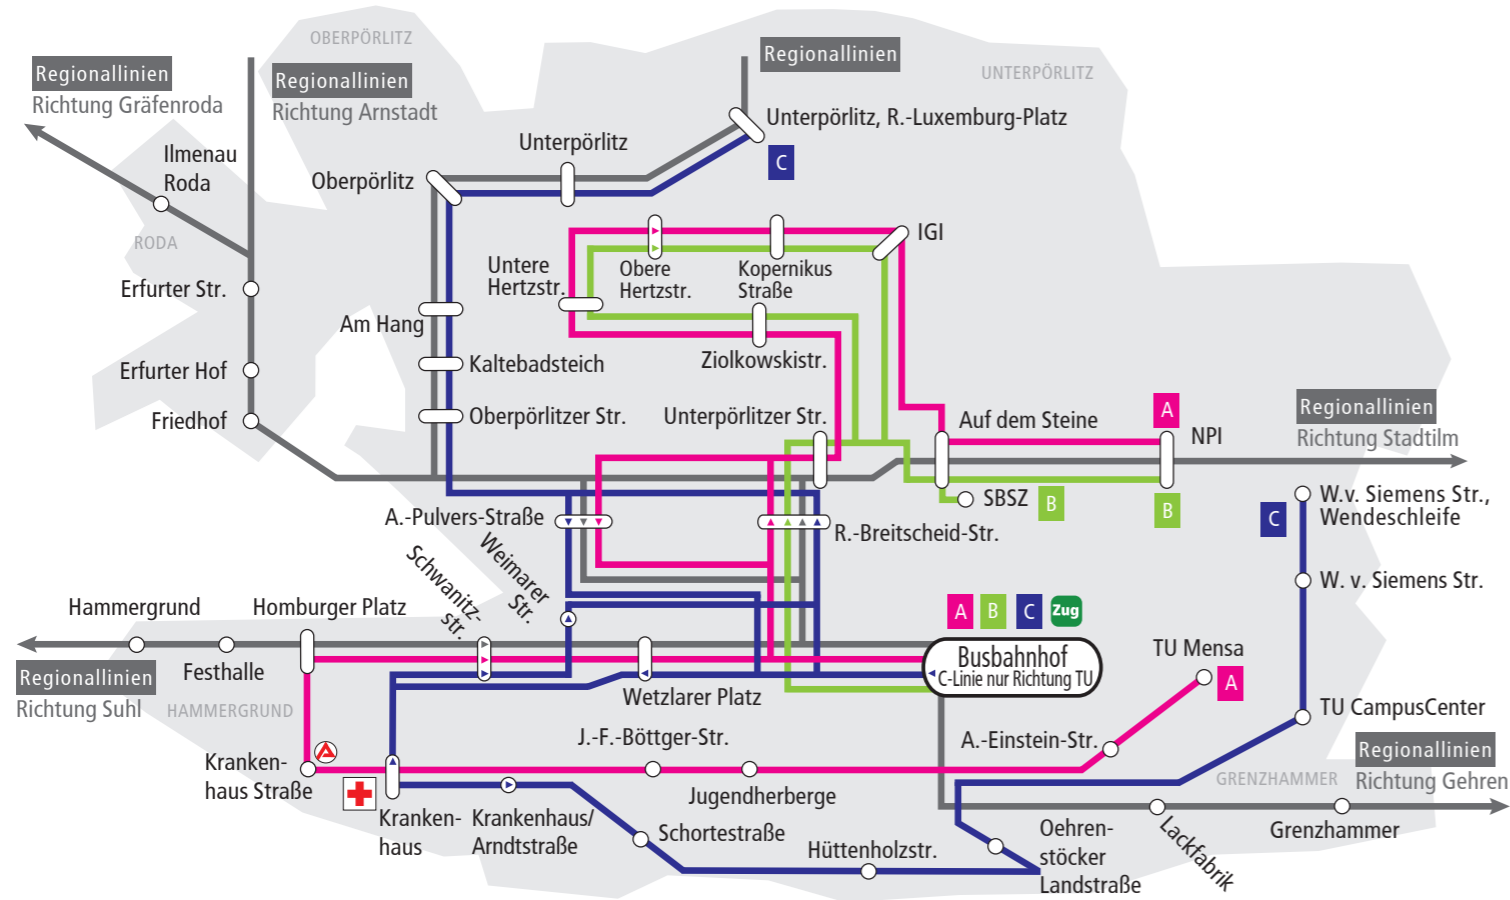 OBERPÖRLITZ
Regionallinien
Richtung Gräfenroda
Regionallinien
Richtung Arnstadt
Regionallinien
UNTERPÖRLITZ
Unterpörlitz, R.-Luxemburg-Platz
C
Ilmenau
Roda
Unterpörlitz
Oberpörlitz
RODA
IGI
Untere
Hertzstr.
Obere
Hertzstr.
Kopernikus
Straße
Erfurter Str.
Am Hang
Ziolkowskistr.
Kaltebadsteich
Erfurter Hof
Friedhof
Oberpörlitzer Str.
Unterpörlitzer Str.
Auf dem Steine
A
NPI
Regionallinien
Richtung Stadtilm
SBSZ
B
B
C
W.v. Siemens Str.,
Wendeschleife
A.-Pulvers-Straße
R.-Breitscheid-Str.
Weimarer
Str.
Schwanitz-
str.
W. v. Siemens Str.
Hammergrund
Homburger Platz
A
B
C
Zug
Busbahnhof
C-Linie nur Richtung TU
TU Mensa
A
Festhalle
Regionallinien
Richtung Suhl
HAMMERGRUND
Wetzlarer Platz
TU CampusCenter
J.-F.-Böttger-Str.
A.-Einstein-Str.
Regionallinien
Richtung Gehren
GRENZHAMMER
Kranken-
haus Straße
Jugendherberge
Kranken-
haus
Krankenhaus/
Arndtstraße
Schortestraße
Hüttenholzstr.
Oehren-
stöcker
Landstraße
Lackfabrik
Grenzhammer